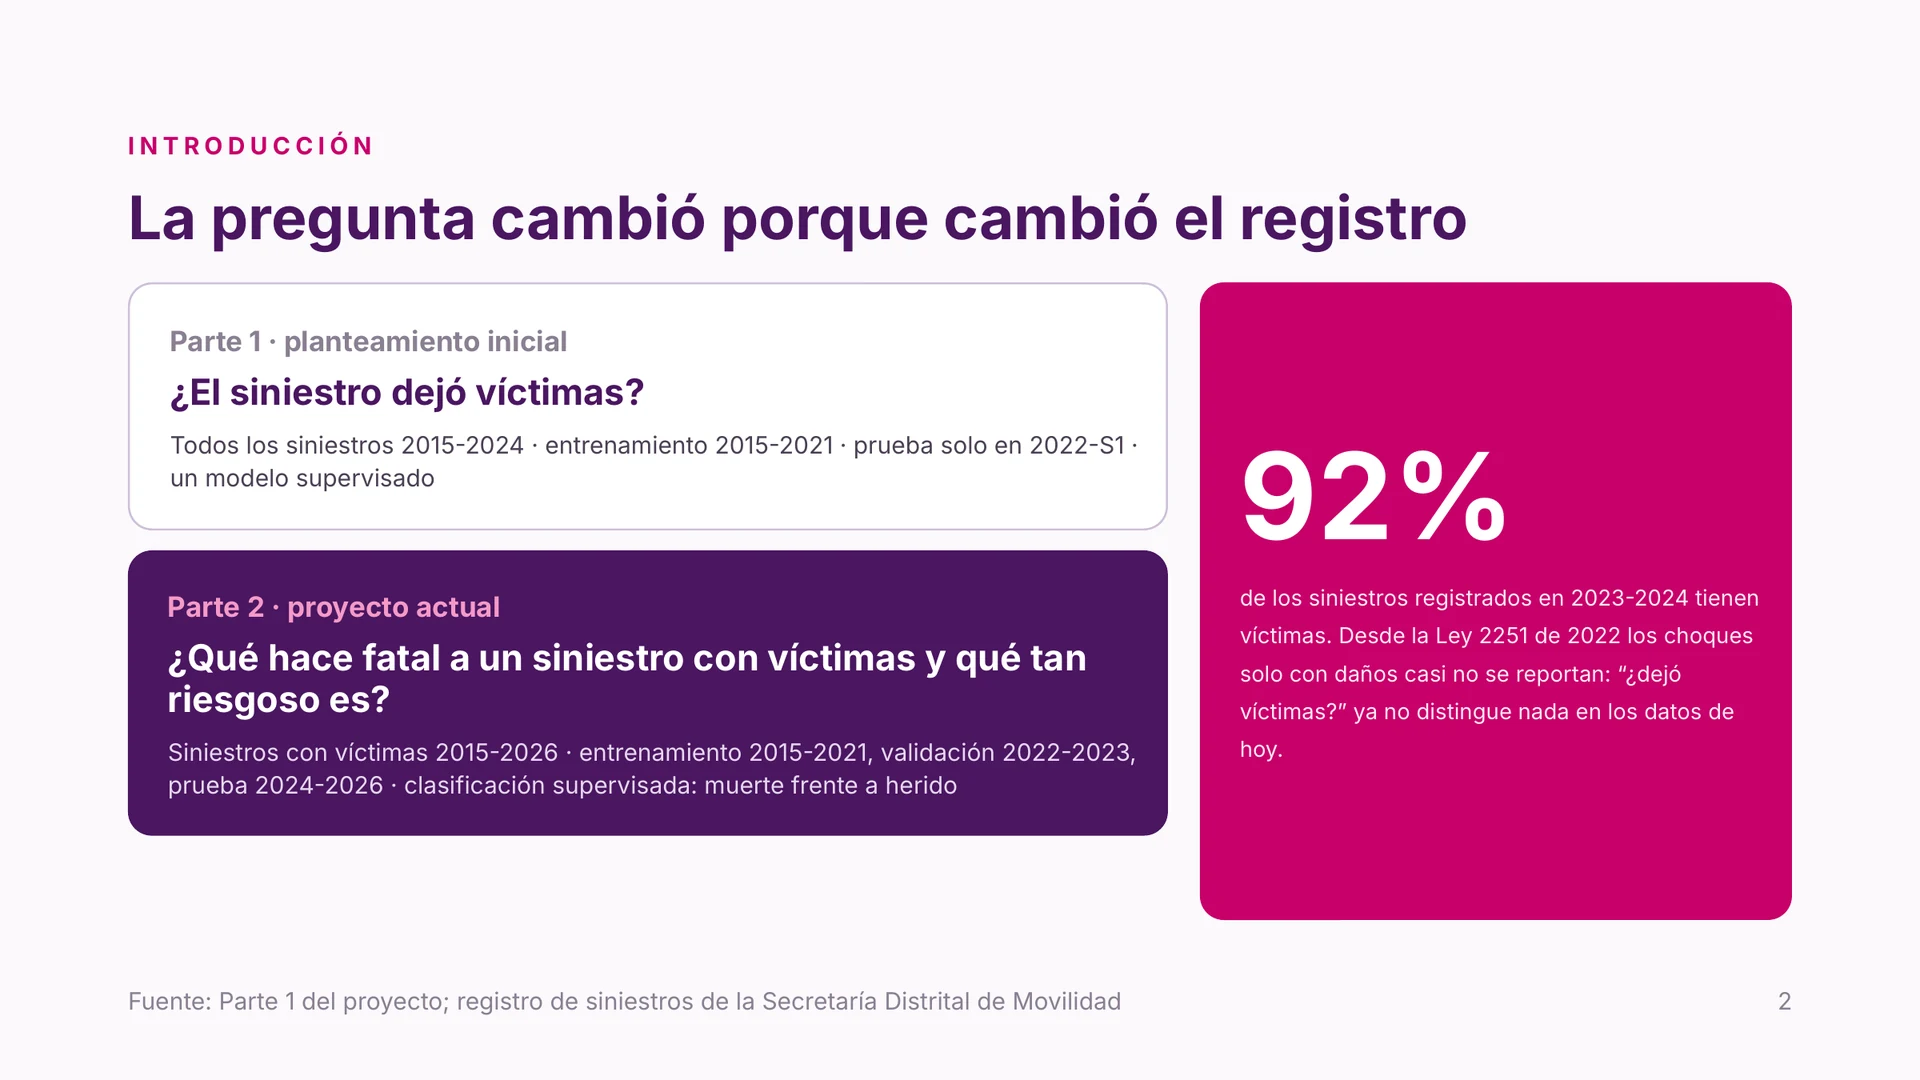 INTRODUCCIÓN
La pregunta cambió porque cambió el registro
Parte 1 · planteamiento inicial
¿El siniestro dejó víctimas?
Todos los siniestros 2015-2024 · entrenamiento 2015-2021 · prueba solo en 2022-S1 ·
un modelo supervisado
Parte 2 · proyecto actual
¿Qué hace fatal a un siniestro con víctimas y qué tan
riesgoso es?
Siniestros con víctimas 2015-2026 · entrenamiento 2015-2021, validación 2022-2023,
prueba 2024-2026 · clasificación supervisada: muerte frente a herido
92%
de los siniestros registrados en 2023-2024 tienen
víctimas. Desde la Ley 2251 de 2022 los choques
solo con daños casi no se reportan: “¿dejó
víctimas?” ya no distingue nada en los datos de
hoy.
Fuente: Parte 1 del proyecto; registro de siniestros de la Secretaría Distrital de Movilidad
2